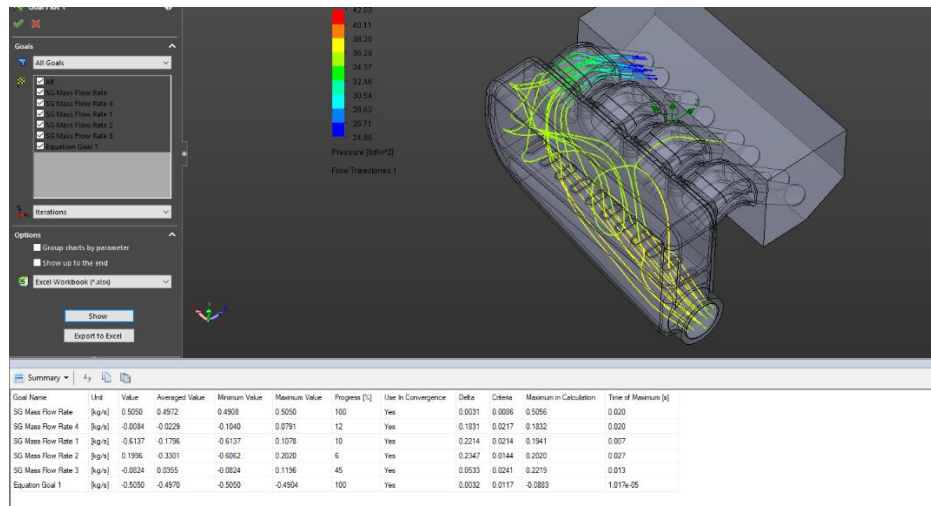 Goal Plot 1
Goals
All Goals
All
SG Mass Flow Rate
SG Mass Flow Rate 4
SG Mass Flow Rate 1
SG Mass Flow Rate 2
SG Mass Flow Rate 3
Equation Goal 1
Iterations
Options
Group charts by parameter
Show up to the end
Excel Workbook (*.xlsx)
Show
Export to Excel
42.03
40.11
38.20
36.29
34.37
32.46
30.54
28.63
26.71
24.80
Pressure [lbf/in^2]
Flow Trajectories 1
Summary
Goal Name Unit Value Averaged Value Minimum Value Maximum Value Progress [%] Use In Convergence Delta Criteria Maximum in Calculation Time of Maximum [s]
SG Mass Flow Rate [kg/s] 0.5050 0.4972 0.4908 0.5050 100 Yes 0.0031 0.0086 0.5056 0.020
SG Mass Flow Rate 4 [kg/s] -0.0084 -0.0229 -0.1040 0.0791 12 Yes 0.1831 0.0217 0.1832 0.020
SG Mass Flow Rate 1 [kg/s] -0.6137 -0.1796 -0.6137 0.1078 10 Yes 0.2214 0.0214 0.1941 0.007
SG Mass Flow Rate 2 [kg/s] 0.1996 -0.3301 -0.6062 0.2020 6 Yes 0.2347 0.0144 0.2020 0.027
SG Mass Flow Rate 3 [kg/s] -0.0824 0.0355 -0.0824 0.1196 45 Yes 0.0533 0.0241 0.2219 0.013
Equation Goal 1 [kg/s] -0.5050 -0.4970 -0.5050 -0.4904 100 Yes 0.0032 0.0117 -0.0883 1.017e-05